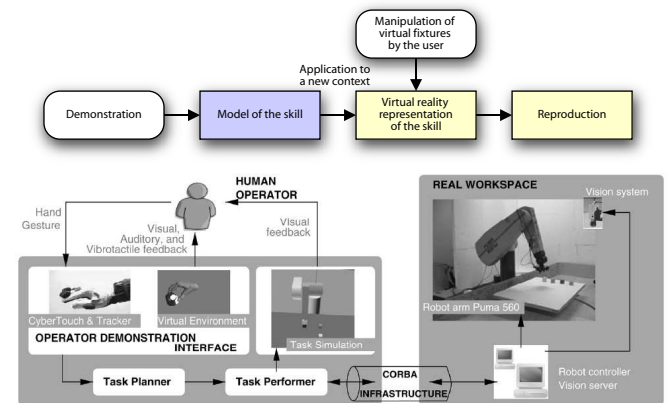 Manipulation of
virtual fixtures
by the user
Application to
a new context
Demonstration
Model of the skill
Virtual reality
representation
of the skill
Reproduction
HUMAN
OPERATOR
Hand
Gesture
Visual,
Auditory, and
Vibrotactile feedback
Visual
feedback
CyberTouch & Tracker
Virtual Environment
OPERATOR DEMONSTRATION
INTERFACE
Task Simulation
Task Planner
Task Performer
CORBA
INFRASTRUCTURE
REAL WORKSPACE
Vision system
Robot arm Puma 560
Robot controller
Vision server